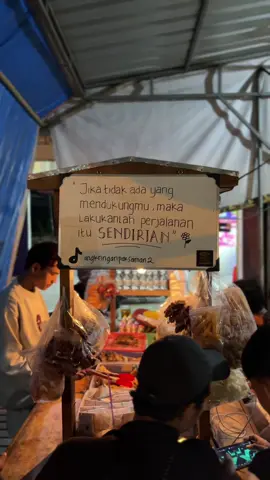 "Jika tidak ada yang
mendukungmu, maka
Lakukanlah perjalanan
itu SENDIRIAN"